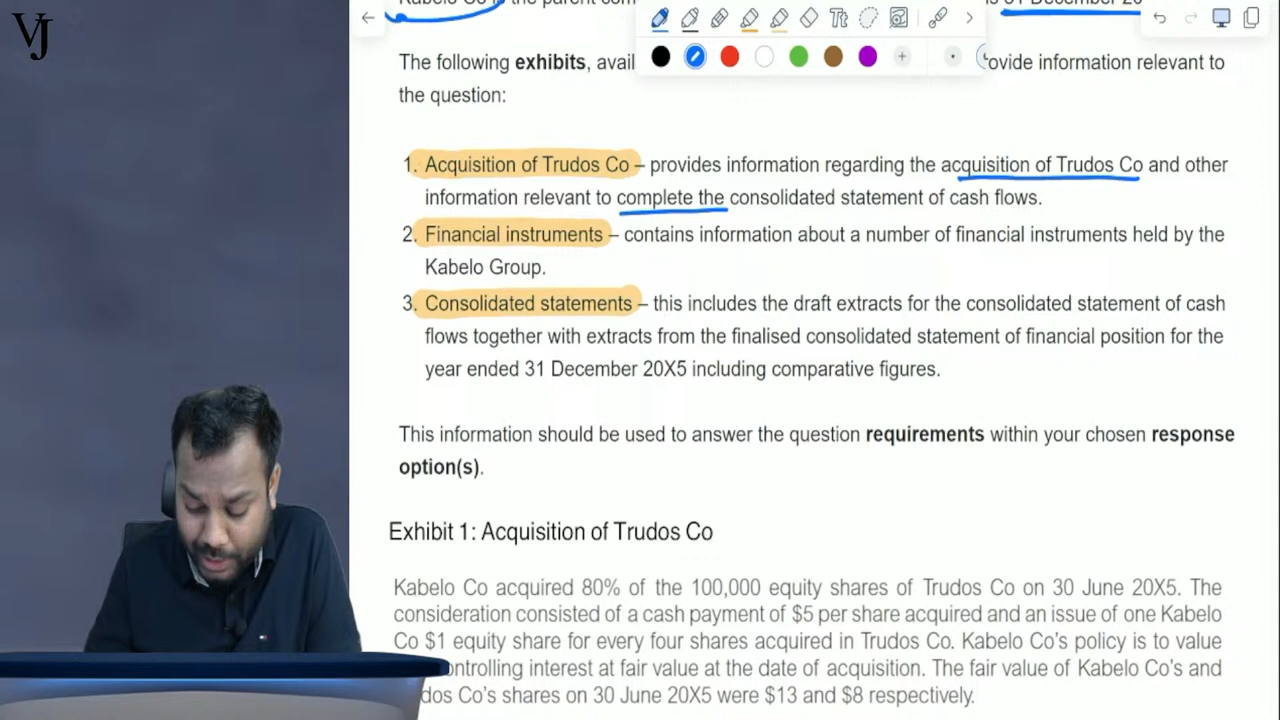 VJ
Kabelo Co is the parent com
is 31 December 20
The following exhibits, avail
ovide information relevant to
the question:
1. Acquisition of Trudos Co – provides information regarding the acquisition of Trudos Co and other
information relevant to complete the consolidated statement of cash flows.
2. Financial instruments – contains information about a number of financial instruments held by the
Kabelo Group.
3. Consolidated statements – this includes the draft extracts for the consolidated statement of cash
flows together with extracts from the finalised consolidated statement of financial position for the
year ended 31 December 20X5 including comparative figures.
This information should be used to answer the question requirements within your chosen response
option(s).
Exhibit 1: Acquisition of Trudos Co
Kabelo Co acquired 80% of the 100,000 equity shares of Trudos Co on 30 June 20X5. The
consideration consisted of a cash payment of $5 per share acquired and an issue of one Kabelo
Co $1 equity share for every four shares acquired in Trudos Co. Kabelo Co's policy is to value
ontrolling interest at fair value at the date of acquisition. The fair value of Kabelo Co's and
dos Co's shares on 30 June 20X5 were $13 and $8 respectively.